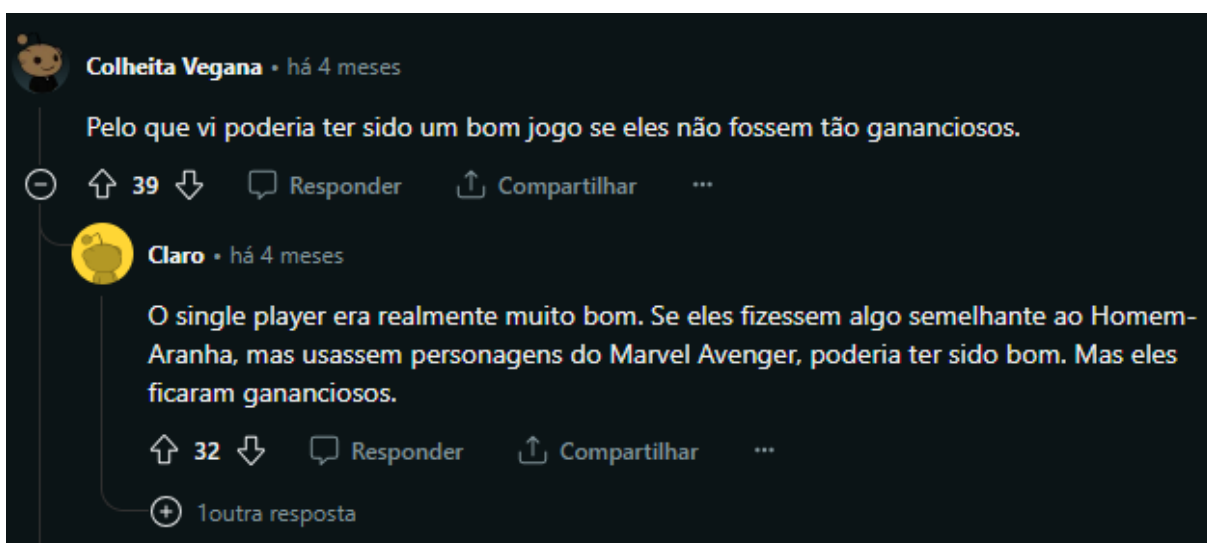 Colheita Vegana • há 4 meses
Pelo que vi poderia ter sido um bom jogo se eles não fossem tão gananciosos.
39 Responder Compartilhar ...
Claro • há 4 meses
O single player era realmente muito bom. Se eles fizessem algo semelhante ao Homem-
Aranha, mas usassem personagens do Marvel Avenger, poderia ter sido bom. Mas eles
ficaram gananciosos.
32 Responder Compartilhar ...
1outra resposta